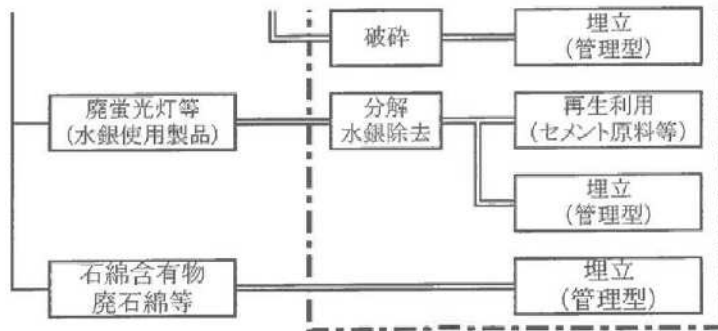 破砕
埋立
(管理型)
廃蛍光灯等
(水銀使用製品)
分解
水銀除去
再生利用
(セメント原料等)
埋立
(管理型)
石綿含有物
廃石綿等
埋立
(管理型)